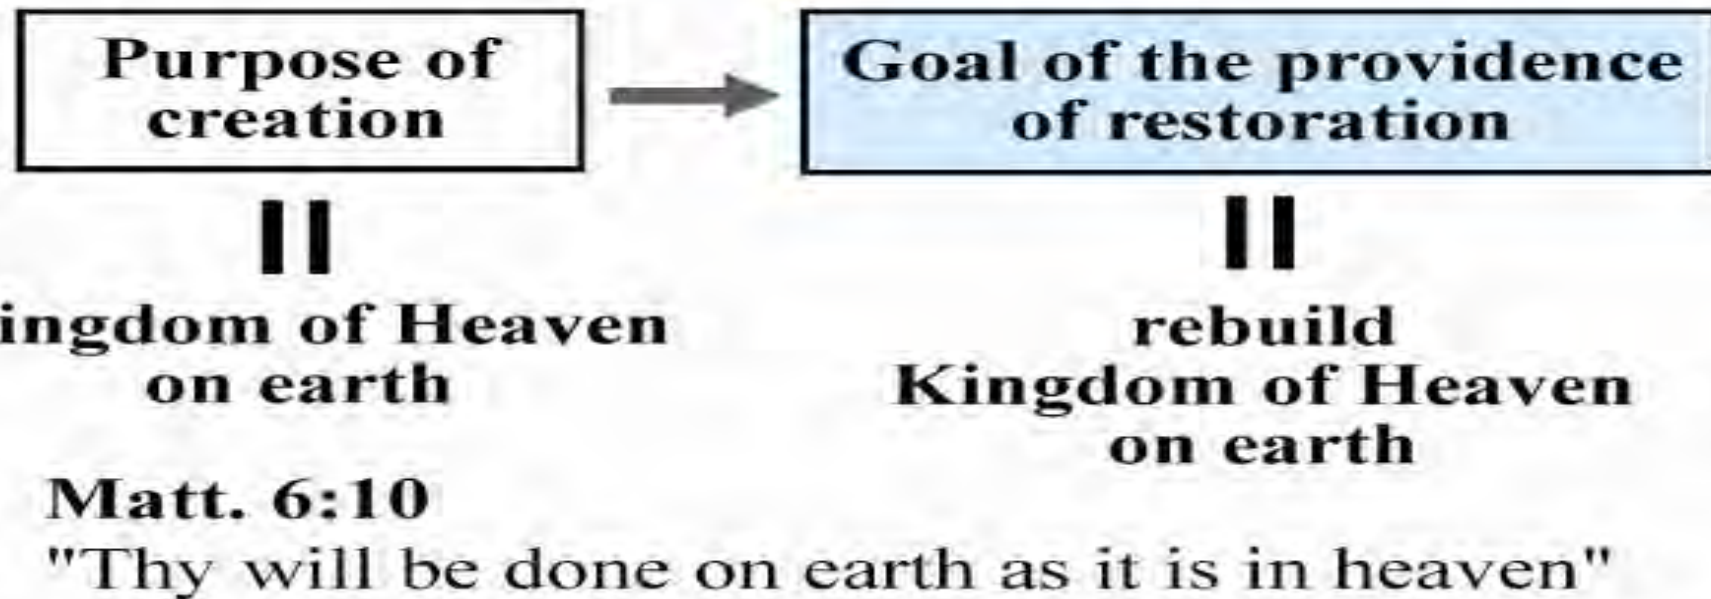 Purpose of
creation
Goal of the providence
of restoration
ingdom of Heaven
on earth
rebuild
Kingdom of Heaven
on earth
Matt. 6:10
"Thy will be done on earth as it is in heaven"